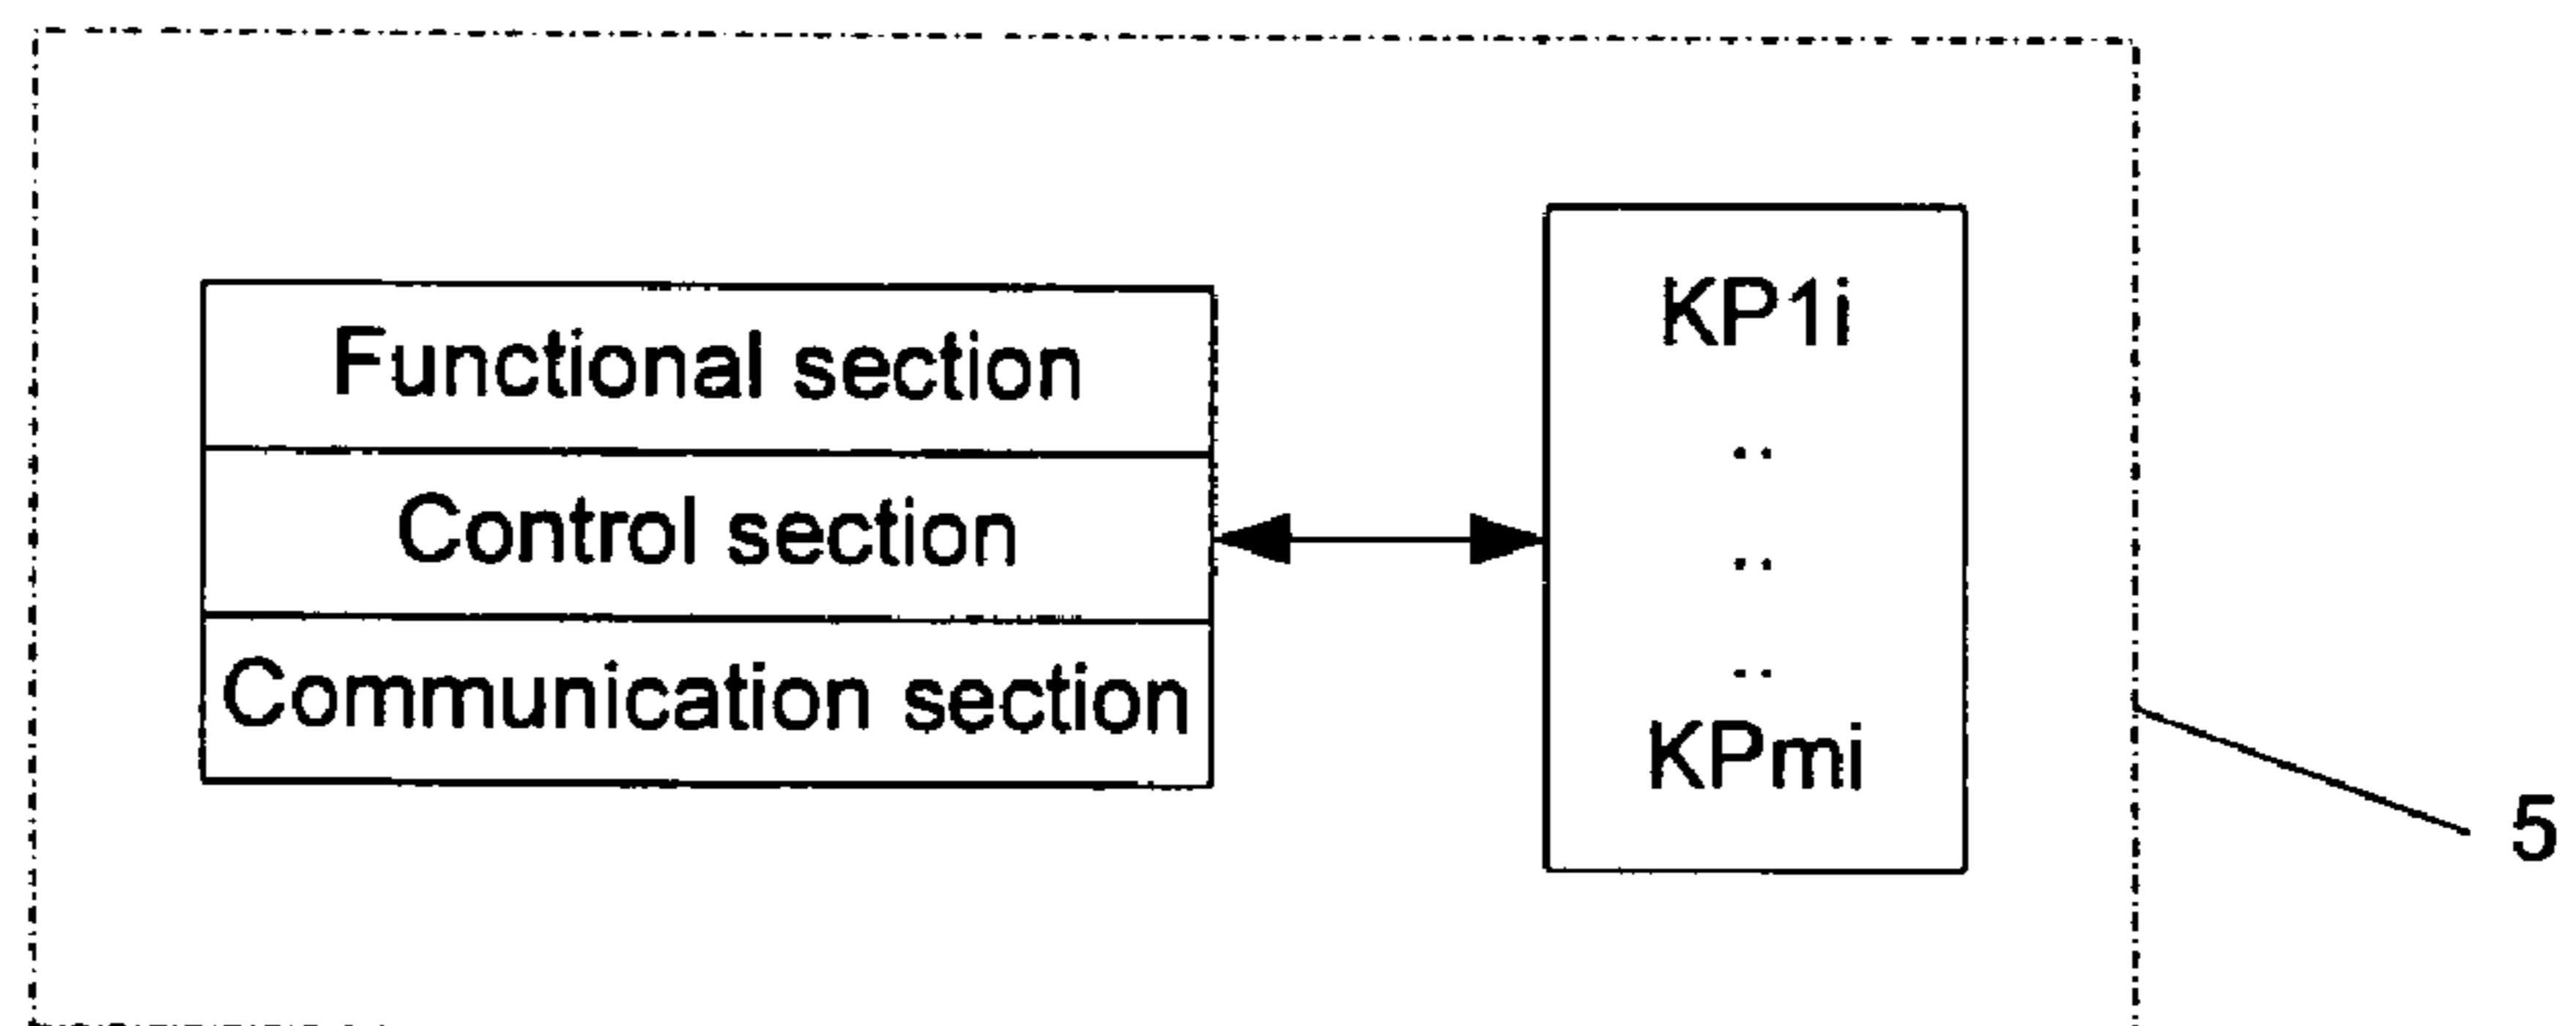 Functional section
Control section
Communication section
KP1i
..
..
..
KPmi
5